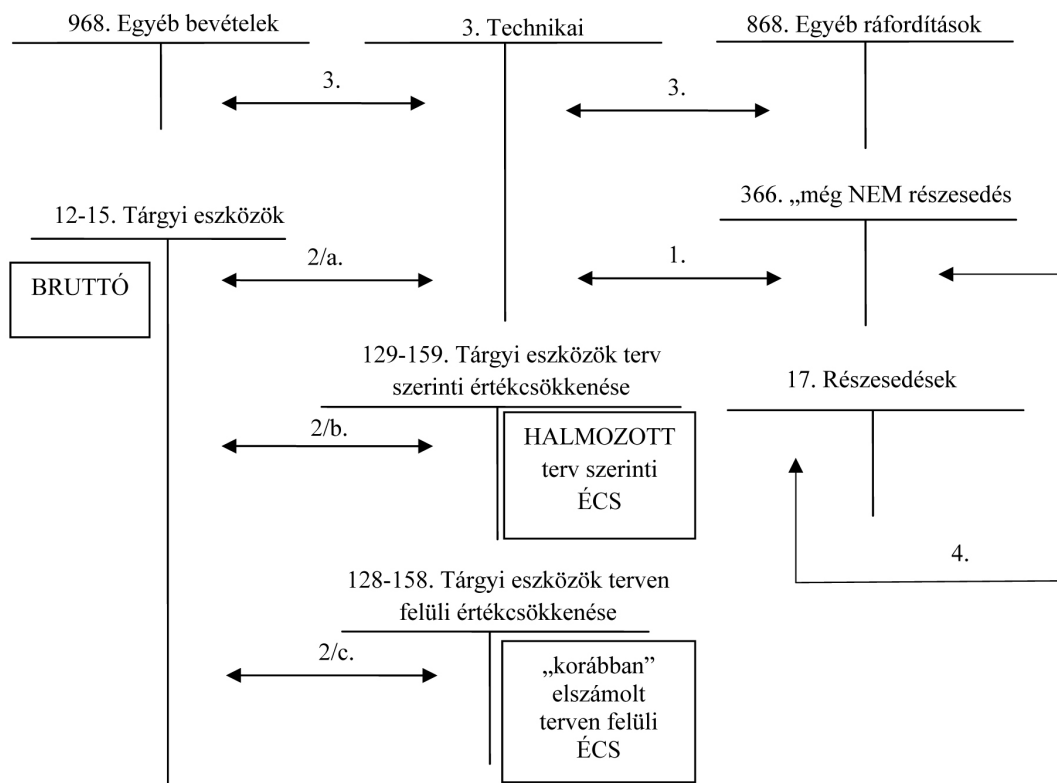 968. Egyéb bevételek
3. Technikai
868. Egyéb ráfordítások
3.
3.
12-15. Tárgyi eszközök
366. „még NEM részesedés
BRUTTÓ
2/a.
1.
129-159. Tárgyi eszközök terv
szerinti értékcsökkenése
17. Részesedések
2/b.
HALMOZOTT
terv szerinti
ÉCS
4.
128-158. Tárgyi eszközök terven
felüli értékcsökkenése
2/c.
„korábban”
elszámolt
terven felüli
ÉCS